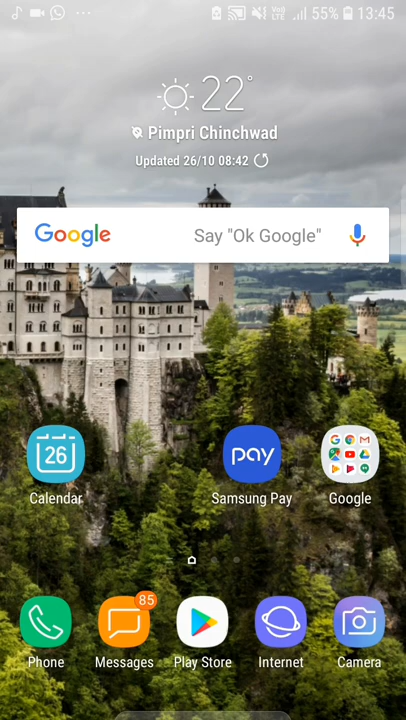 55% 13:45
22°
Pimpri Chinchwad
Updated 26/10 08:42
Google Say "Ok Google"
26 pay
Calendar Samsung Pay Google
85
Phone Messages Play Store Internet Camera